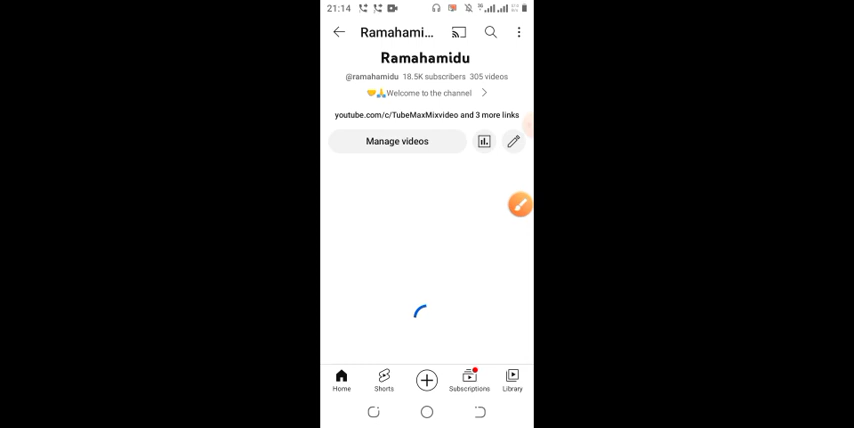 21:14
Ramahami...
Ramahamidu
@ramahamidu 18.5K subscribers 305 videos
🤝🙏Welcome to the channel
youtube.com/c/TubeMaxMixvideo and 3 more links
Manage videos
Home Shorts Subscriptions Library